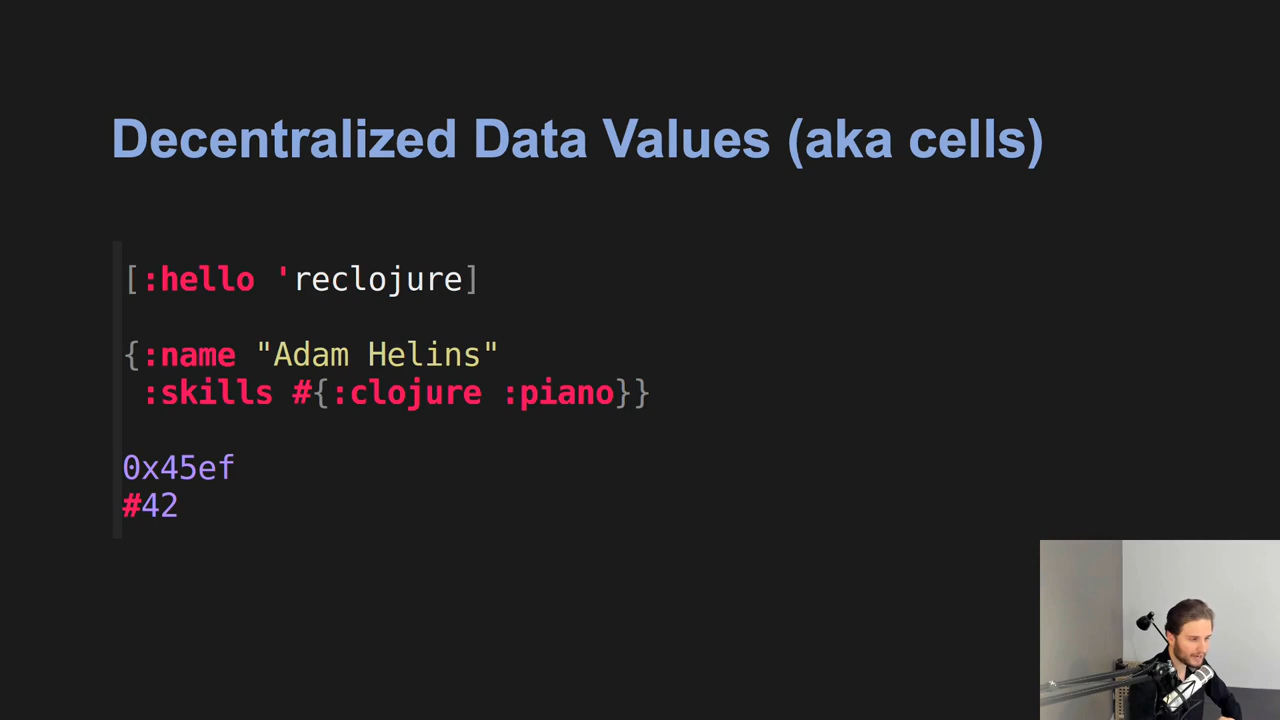 Decentralized Data Values (aka cells)
[:hello 'reclojure]
{:name "Adam Helins"
:skills #{:clojure :piano}}
0x45ef
#42